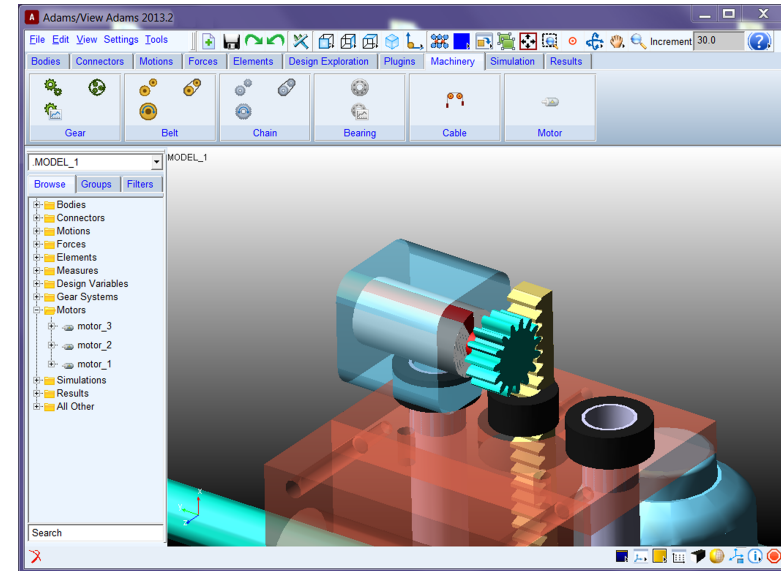 Adams/View Adams 2013.2
File Edit View Settings Tools
Increment 30.0
Bodies Connectors Motions Forces Elements Design Exploration Plugins Machinery Simulation Results
Gear Belt Chain Bearing Cable Motor
.MODEL_1
MODEL_1
Browse Groups Filters
Bodies
Connectors
Motions
Forces
Elements
Measures
Design Variables
Gear Systems
Motors
motor_3
motor_2
motor_1
Simulations
Results
All Other
Search